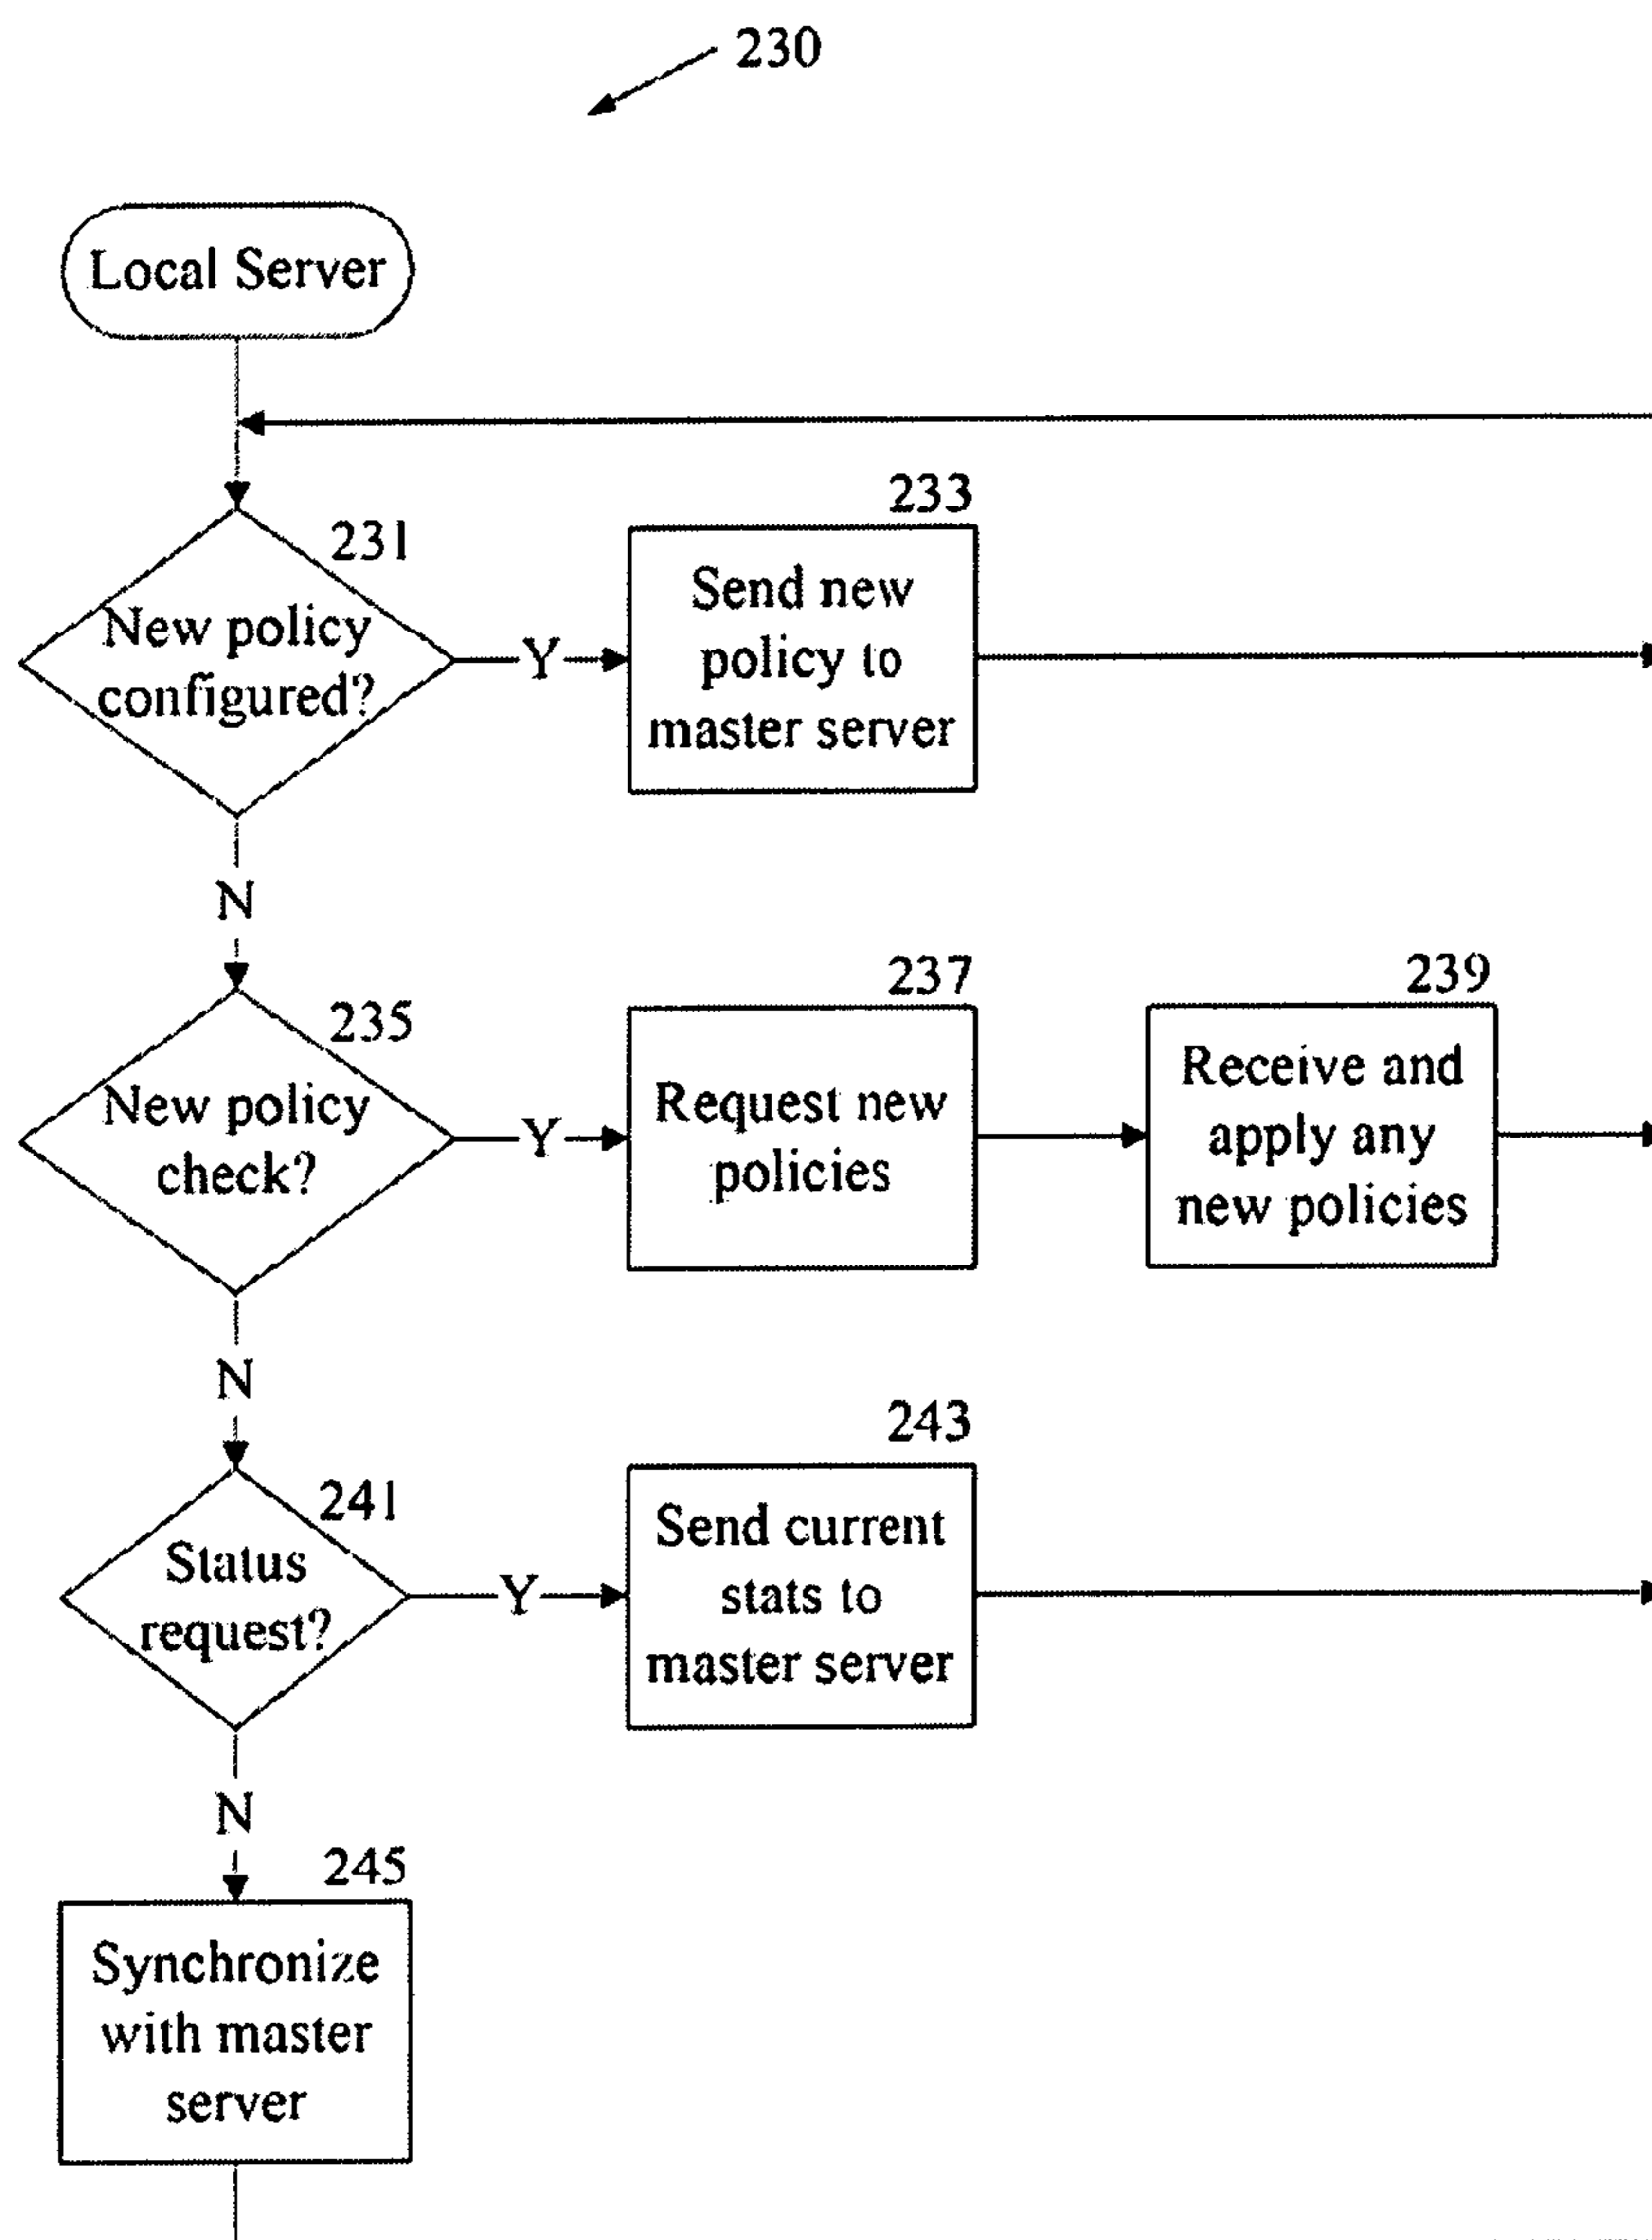 230
Local Server
231
New policy
configured?
Y
233
Send new
policy to
master server
N
235
New policy
check?
Y
237
Request new
policies
239
Receive and
apply any
new policies
N
241
Status
request?
Y
243
Send current
stats to
master server
N
245
Synchronize
with master
server